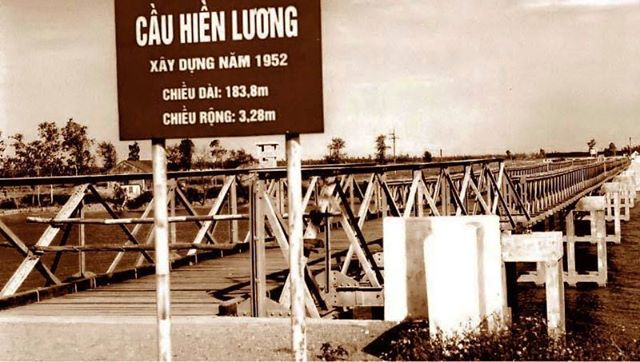 CẦU HIỀN LƯƠNG
XÂY DỰNG NĂM 1952
CHIỀU DÀI: 183,8m
CHIỀU RỘNG: 3,28m